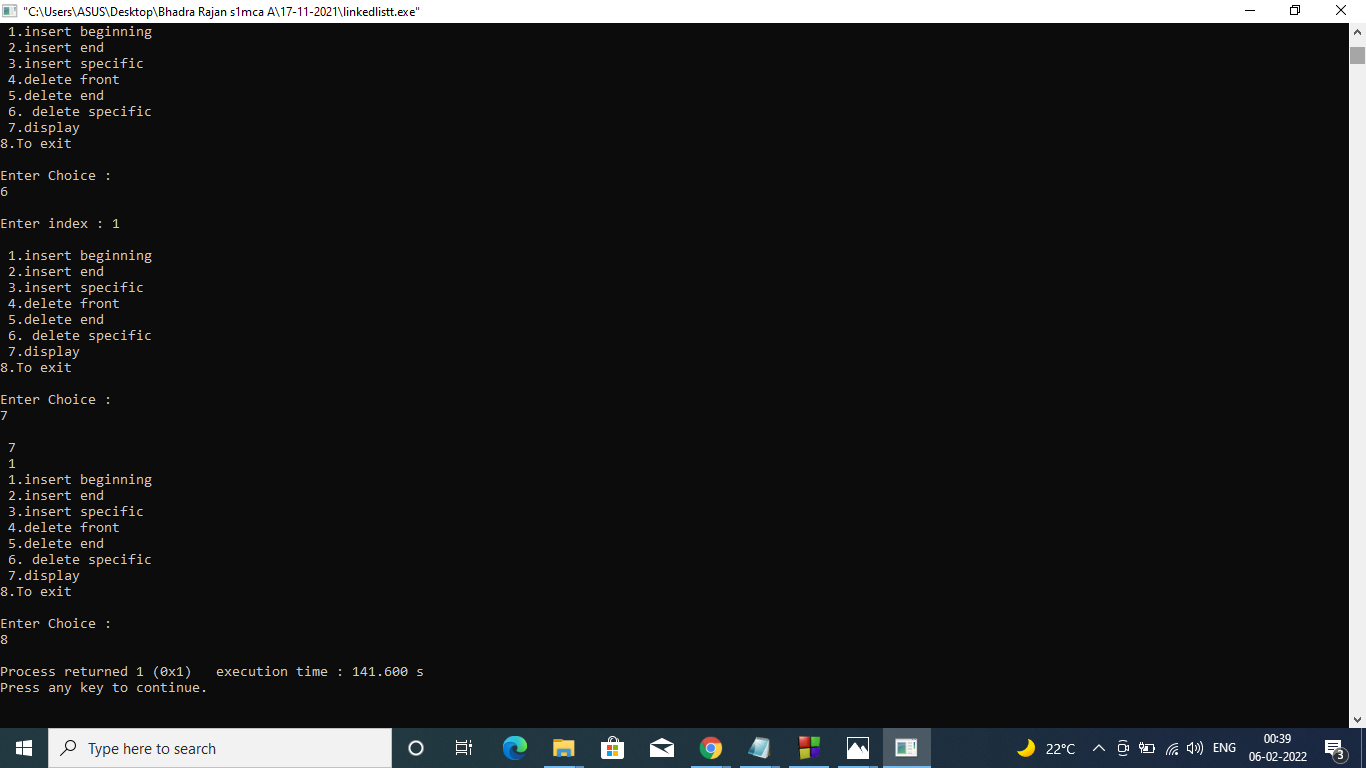 "C:\Users\ASUS\Desktop\Bhadra Rajan s1mca A\17-11-2021\linkedlistt.exe"
1.insert beginning
2.insert end
3.insert specific
4.delete front
5.delete end
6. delete specific
7.display
8.To exit
Enter Choice :
6
Enter index : 1
1.insert beginning
2.insert end
3.insert specific
4.delete front
5.delete end
6. delete specific
7.display
8.To exit
Enter Choice :
7
7
1
1.insert beginning
2.insert end
3.insert specific
4.delete front
5.delete end
6. delete specific
7.display
8.To exit
Enter Choice :
8
Process returned 1 (0x1)   execution time : 141.600 s
Press any key to continue.
Type here to search
22°C
ENG
00:39
06-02-2022
3